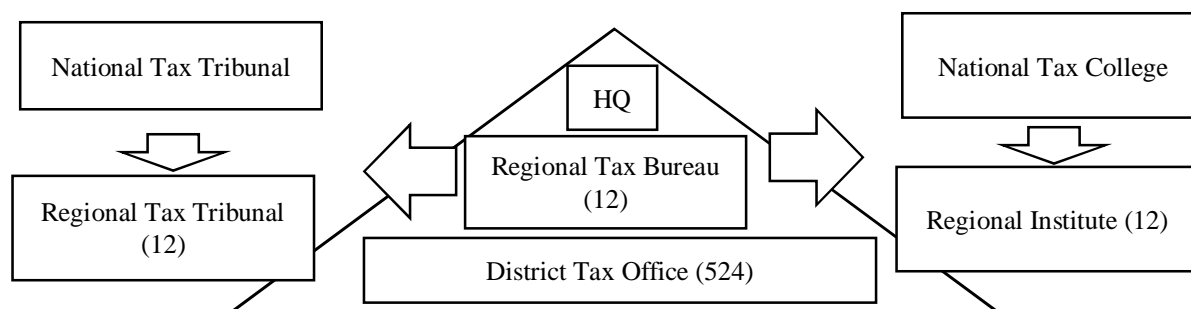 National Tax Tribunal
HQ
National Tax College
Regional Tax Tribunal
(12)
Regional Tax Bureau
(12)
Regional Institute (12)
District Tax Office (524)